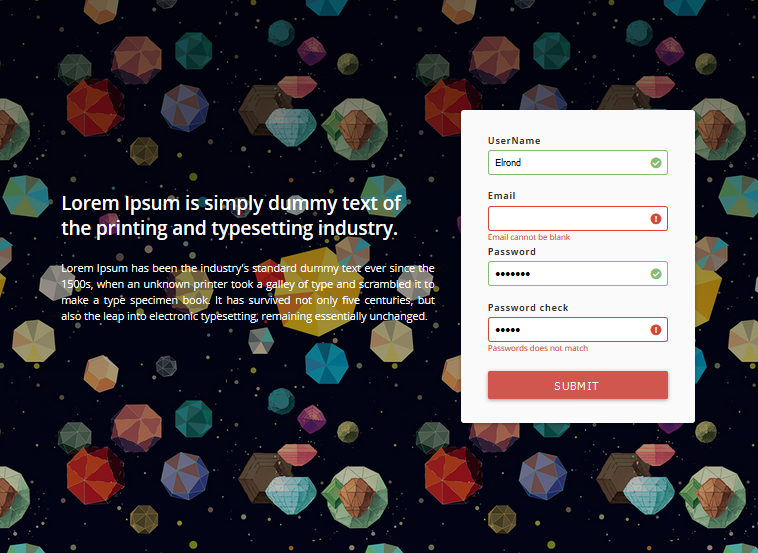 Lorem Ipsum is simply dummy text of
the printing and typesetting industry.
Lorem Ipsum has been the industry's standard dummy text ever since the
1500s, when an unknown printer took a galley of type and scrambled it to
make a type specimen book. It has survived not only five centuries, but
also the leap into electronic typesetting, remaining essentially unchanged.
UserName
Elrond
Email
Email cannot be blank
Password
•••••••
Password check
•••••
Passwords does not match
SUBMIT